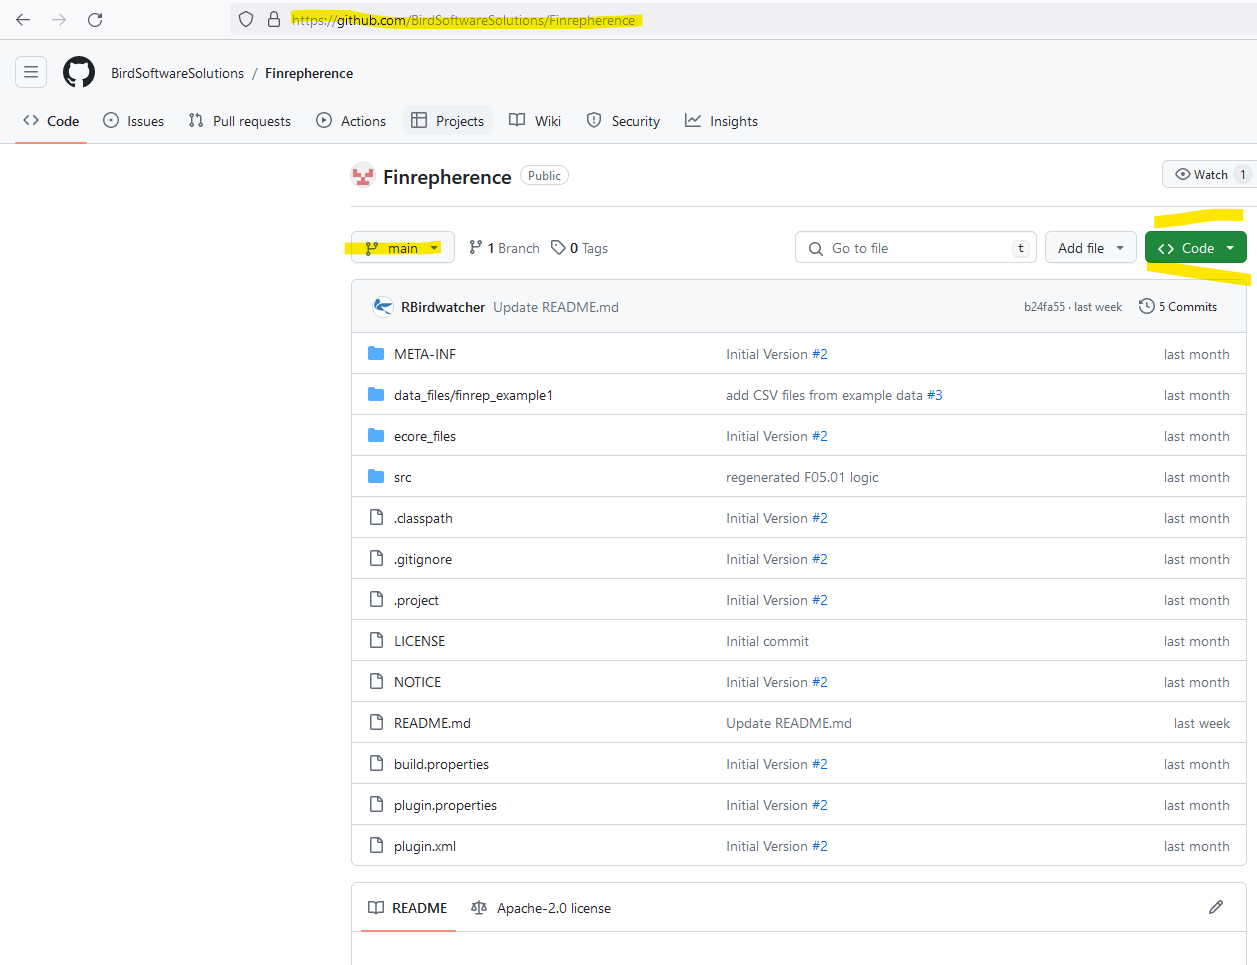 https://github.com/BirdSoftwareSolutions/Finrepherence
BirdSoftwareSolutions / Finrepherence
Code Issues Pull requests Actions Projects Wiki Security Insights
Finrepherence Public
Watch 1
main 1 Branch 0 Tags Go to file t Add file Code
RBirdwatcher Update README.md b24fa55 · last week 5 Commits
META-INF Initial Version #2 last month
data_files/finrep_example1 add CSV files from example data #3 last month
ecore_files Initial Version #2 last month
src regenerated F05.01 logic last month
.classpath Initial Version #2 last month
.gitignore Initial Version #2 last month
.project Initial Version #2 last month
LICENSE Initial commit last month
NOTICE Initial Version #2 last month
README.md Update README.md last week
build.properties Initial Version #2 last month
plugin.properties Initial Version #2 last month
plugin.xml Initial Version #2 last month
README Apache-2.0 license